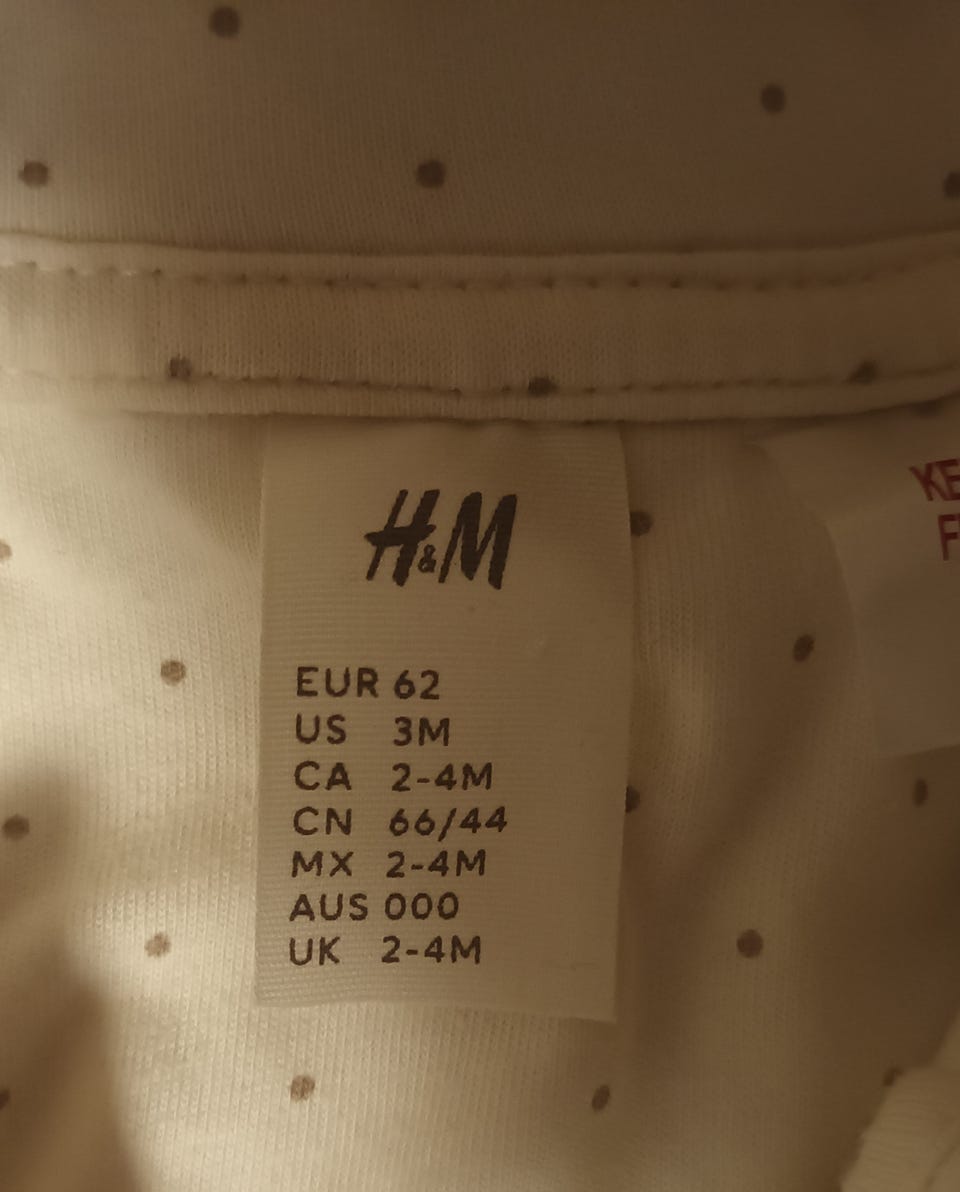 H&M
EUR 62
US 3M
CA 2-4M
CN 66/44
MX 2-4M
AUS 000
UK 2-4M